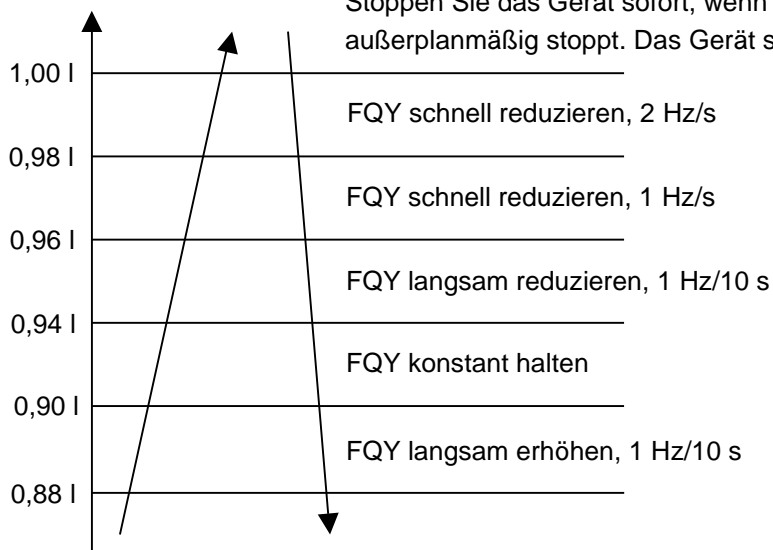 Stoppen Sie das Gerät sofort, wenn
außerplanmäßig stoppt. Das Gerät s
1,00 I
FQY schnell reduzieren, 2 Hz/s
0,98 I
FQY schnell reduzieren, 1 Hz/s
0,96 I
FQY langsam reduzieren, 1 Hz/10 s
0,94 I
FQY konstant halten
0,90 I
FQY langsam erhöhen, 1 Hz/10 s
0,88 I